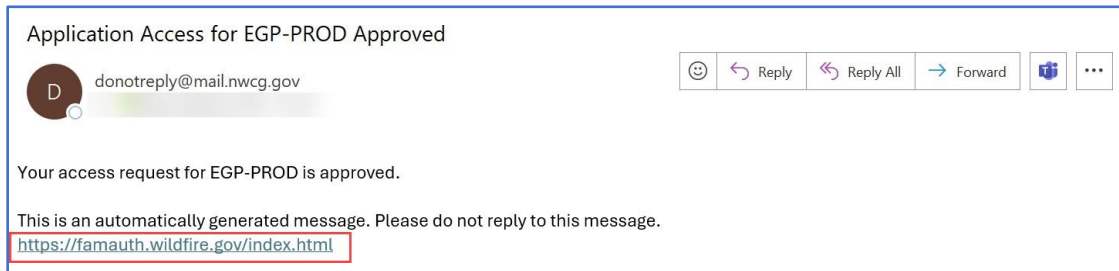 Application Access for EGP-PROD Approved
D
donotreply@mail.nwcg.gov
Reply
Reply All
Forward
Your access request for EGP-PROD is approved.
This is an automatically generated message. Please do not reply to this message.
https://famauth.wildfire.gov/index.html